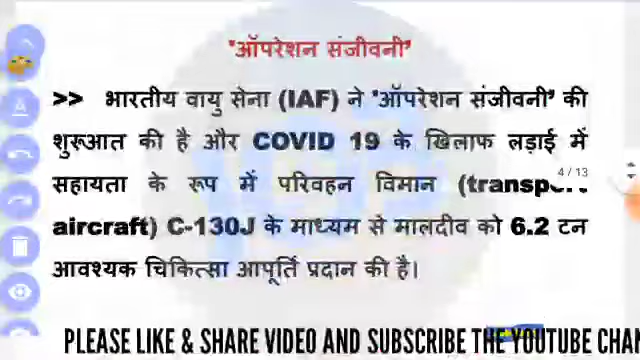 'ऑपरेशन संजीवनी'
>> भारतीय वायु सेना (IAF) ने 'ऑपरेशन संजीवनी' की
शुरूआत की है और COVID 19 के खिलाफ लड़ाई में
सहायता के रूप में परिवहन विमान (transport
4 / 13
aircraft) C-130J के माध्यम से मालदीव को 6.2 टन
आवश्यक चिकित्सा आपूर्ति प्रदान की है।
PLEASE LIKE & SHARE VIDEO AND SUBSCRIBE THE YOUTUBE CHAN